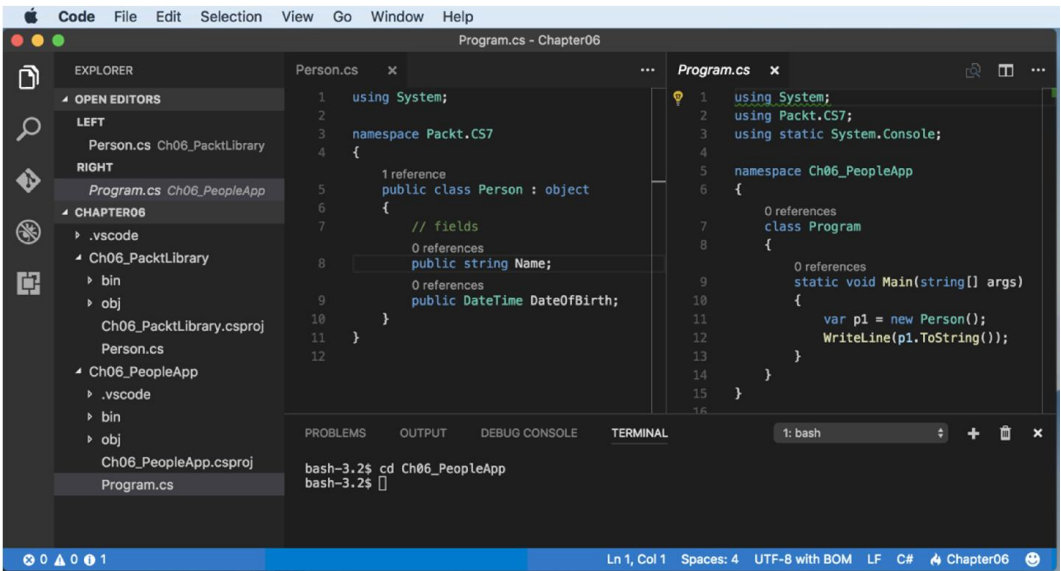 Code File Edit Selection View Go Window Help
Program.cs - Chapter06
EXPLORER
OPEN EDITORS
LEFT
Person.cs Ch06_PacktLibrary
RIGHT
Program.cs Ch06_PeopleApp
CHAPTER06
.vscode
Ch06_PacktLibrary
bin
obj
Ch06_PacktLibrary.csproj
Person.cs
Ch06_PeopleApp
.vscode
bin
obj
Ch06_PeopleApp.csproj
Program.cs
Person.cs
1 using System;
2
3 namespace Packt.CS7
4 {
1 reference
5 public class Person : object
6 {
7 // fields
0 references
8 public string Name;
0 references
9 public DateTime DateOfBirth;
10 }
11 }
12
Program.cs
1 using System;
2 using Packt.CS7;
3 using static System.Console;
4
5 namespace Ch06_PeopleApp
6 {
0 references
7 class Program
8 {
0 references
9 static void Main(string[] args)
10 {
11 var p1 = new Person();
12 WriteLine(p1.ToString());
13 }
14 }
15 }
16
PROBLEMS OUTPUT DEBUG CONSOLE TERMINAL 1: bash
bash-3.2$ cd Ch06_PeopleApp
bash-3.2$
0 0 1 Ln 1, Col 1 Spaces: 4 UTF-8 with BOM LF C# Chapter06